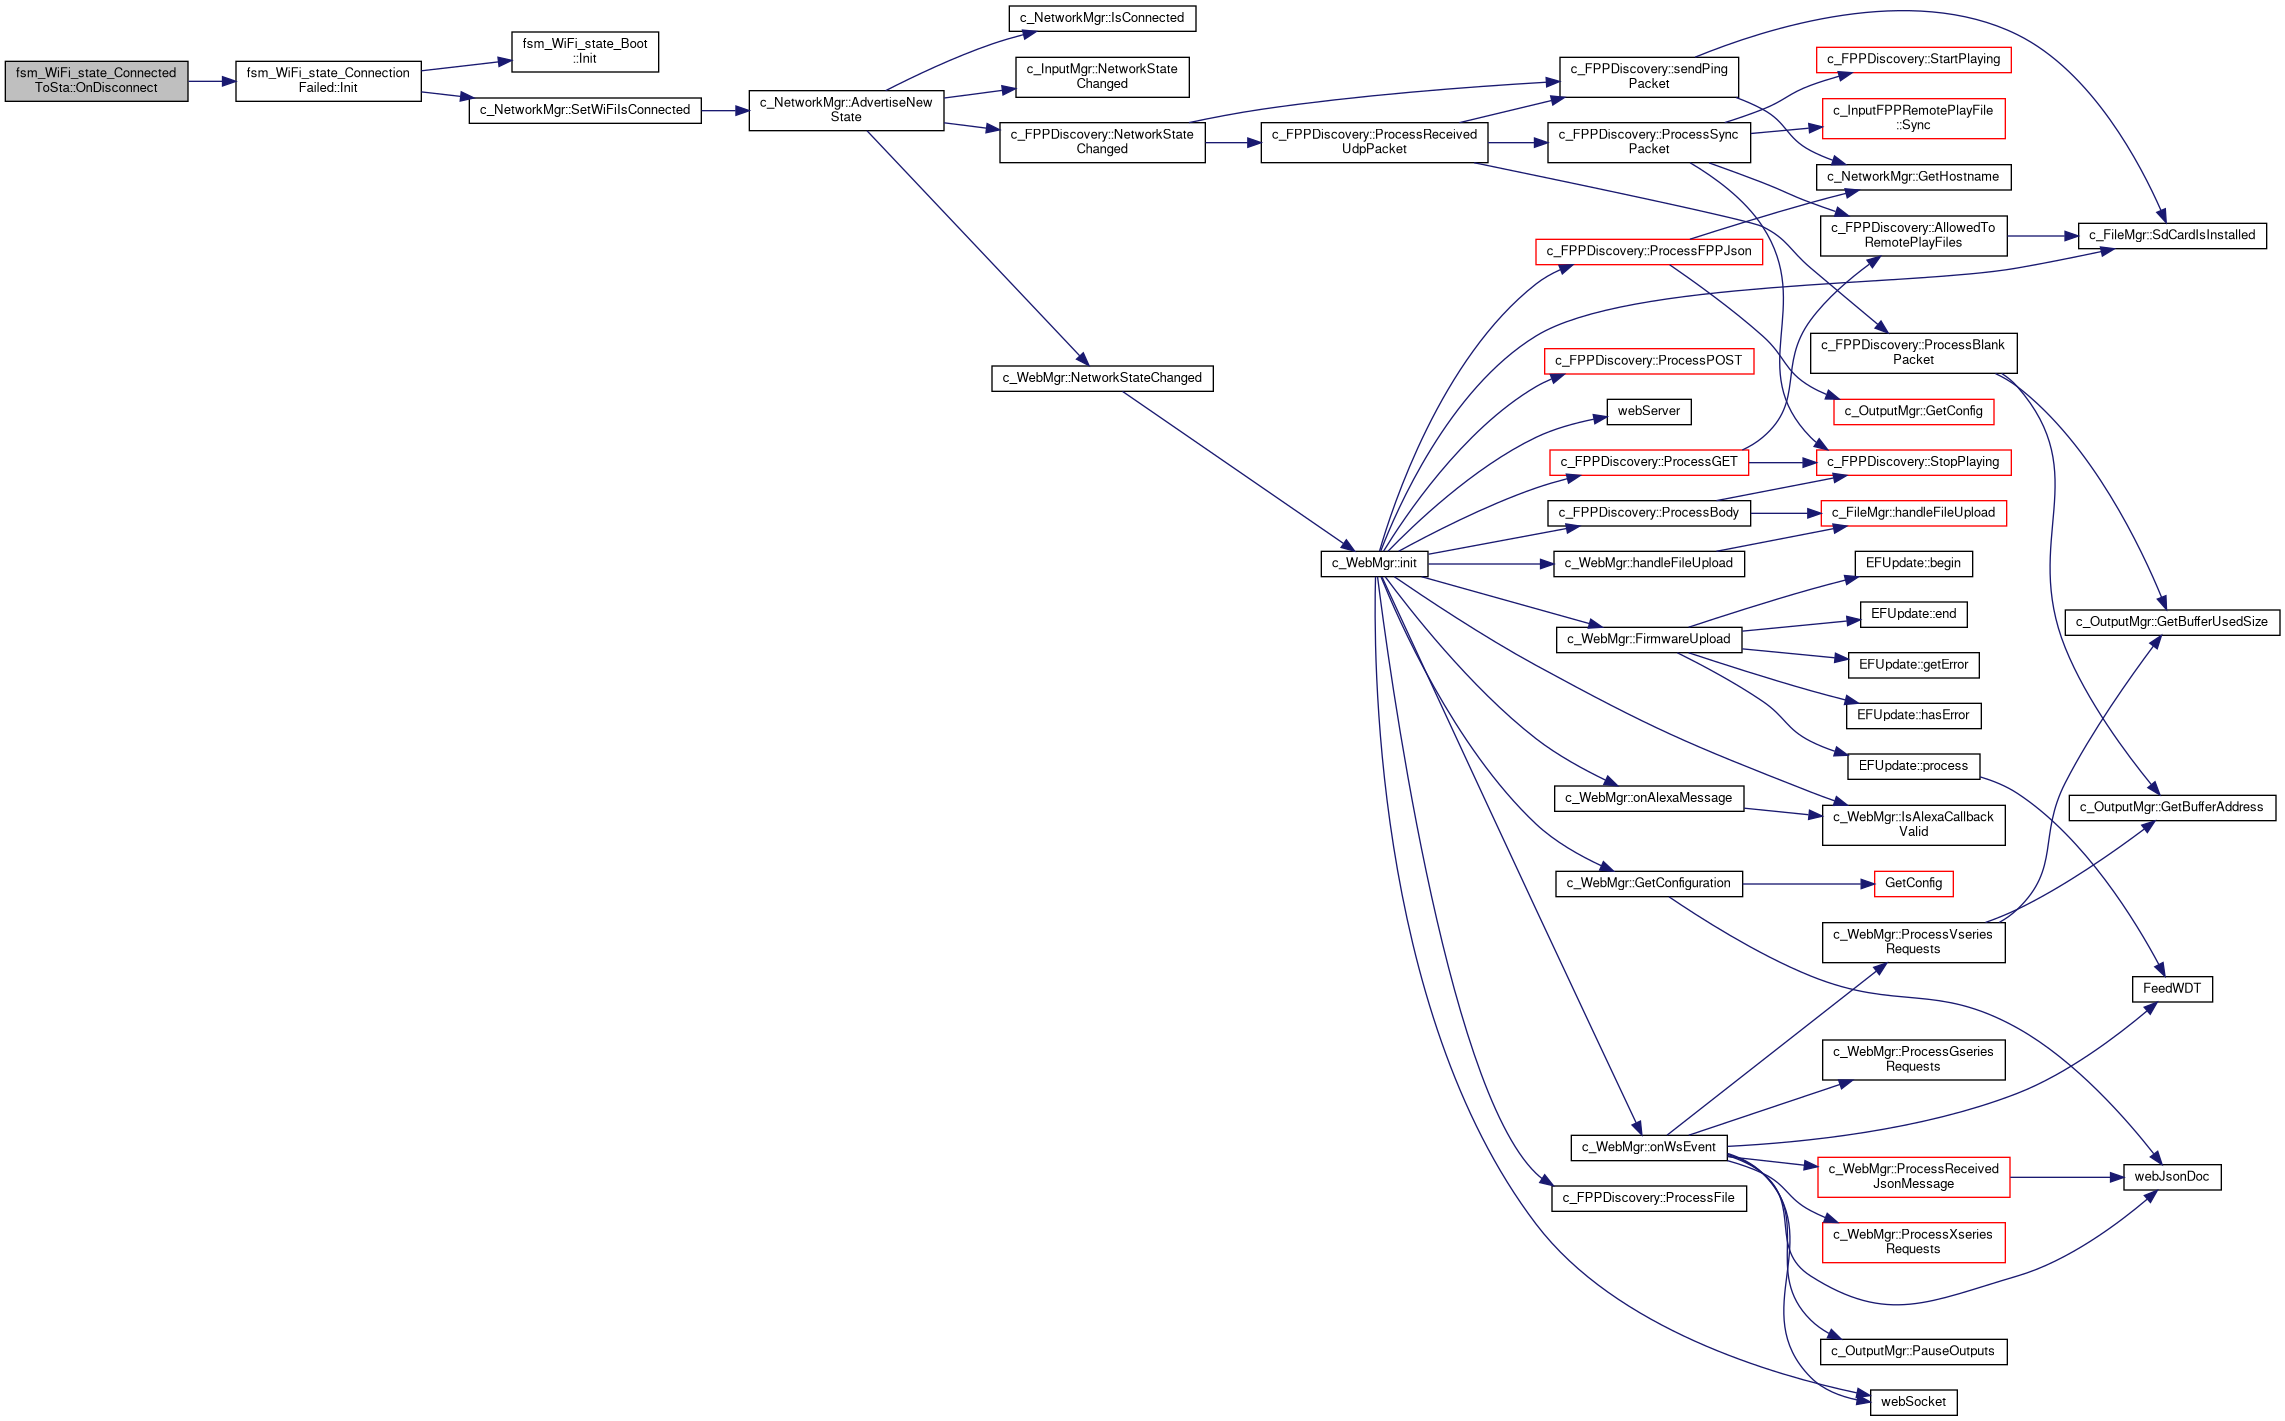 fsm_WiFi_state_Connected
ToSta::OnDisconnect
fsm_WiFi_state_Connection
Failed::Init
fsm_WiFi_state_Boot
::Init
c_NetworkMgr::SetWiFiIsConnected
c_NetworkMgr::AdvertiseNew
State
c_NetworkMgr::IsConnected
c_InputMgr::NetworkState
Changed
c_FPPDiscovery::NetworkState
Changed
c_WebMgr::NetworkStateChanged
c_FPPDiscovery::ProcessReceived
UdpPacket
c_WebMgr::init
c_FPPDiscovery::sendPing
Packet
c_FPPDiscovery::ProcessSync
Packet
c_FPPDiscovery::ProcessFPPJson
c_FPPDiscovery::ProcessPOST
webServer
c_FPPDiscovery::ProcessGET
c_FPPDiscovery::ProcessBody
c_WebMgr::handleFileUpload
c_WebMgr::FirmwareUpload
c_WebMgr::onAlexaMessage
c_WebMgr::GetConfiguration
c_WebMgr::onWsEvent
c_FPPDiscovery::ProcessFile
c_FPPDiscovery::StartPlaying
c_InputFPPRemotePlayFile
::Sync
c_NetworkMgr::GetHostname
c_FPPDiscovery::AllowedTo
RemotePlayFiles
c_FPPDiscovery::ProcessBlank
Packet
c_OutputMgr::GetConfig
c_FPPDiscovery::StopPlaying
c_FileMgr::handleFileUpload
EFUpdate::begin
EFUpdate::end
EFUpdate::getError
EFUpdate::hasError
EFUpdate::process
c_WebMgr::IsAlexaCallback
Valid
GetConfig
c_WebMgr::ProcessVseries
Requests
c_WebMgr::ProcessGseries
Requests
c_WebMgr::ProcessReceived
JsonMessage
c_WebMgr::ProcessXseries
Requests
c_OutputMgr::PauseOutputs
webSocket
c_FileMgr::SdCardIsInstalled
c_OutputMgr::GetBufferUsedSize
c_OutputMgr::GetBufferAddress
FeedWDT
webJsonDoc